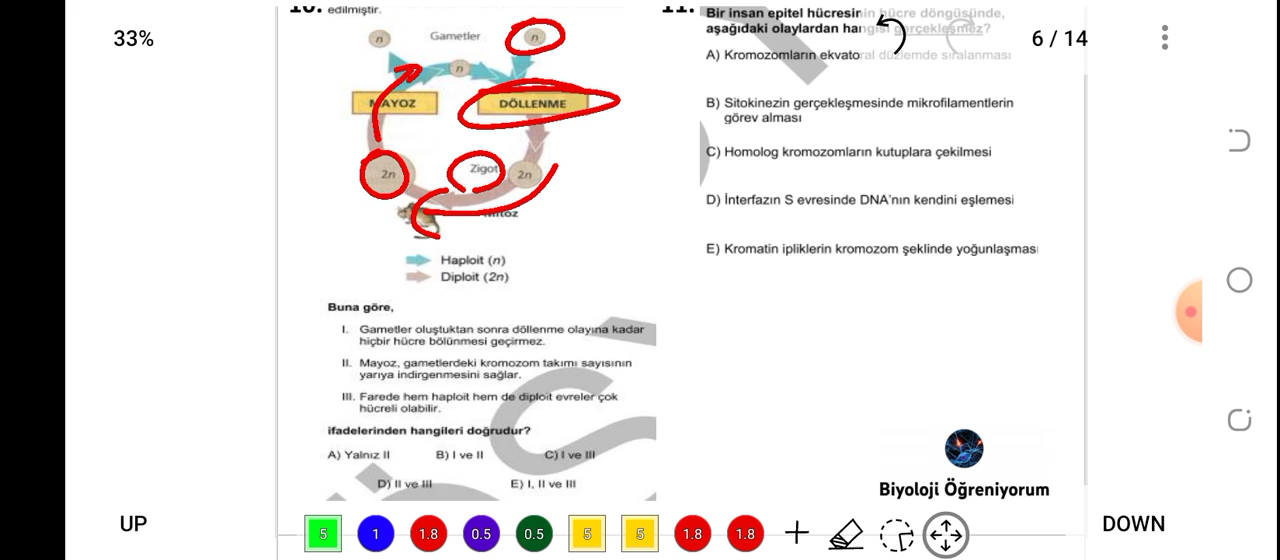 33%
6 / 14
10.
edilmiştir.
n
Gametler
n
n
MAYOZ
DÖLLENME
2n
Zigot
2n
Mitoz
Haploit (n)
Diploit (2n)
Buna göre,
I. Gametler oluştuktan sonra döllenme olayına kadar
hiçbir hücre bölünmesi geçirmez.
II. Mayoz, gametlerdeki kromozom takımı sayısının
yarıya indirgenmesini sağlar.
III. Farede hem haploit hem de diploit evreler çok
hücreli olabilir.
ifadelerinden hangileri doğrudur?
A) Yalnız II
B) I ve II
C) I ve III
D) II ve III
E) I, II ve III
11.
Bir insan epitel hücresinin hücre döngüsünde,
aşağıdaki olaylardan hangisi gerçekleşmez?
A) Kromozomların ekvatoral düzlemde sıralanması
B) Sitokinezin gerçekleşmesinde mikrofilamentlerin
görev alması
C) Homolog kromozomların kutuplara çekilmesi
D) İnterfazın S evresinde DNA'nın kendini eşlemesi
E) Kromatin ipliklerin kromozom şeklinde yoğunlaşması
Biyoloji Öğreniyorum
UP
5
1
1.8
0.5
0.5
5
5
1.8
1.8
DOWN